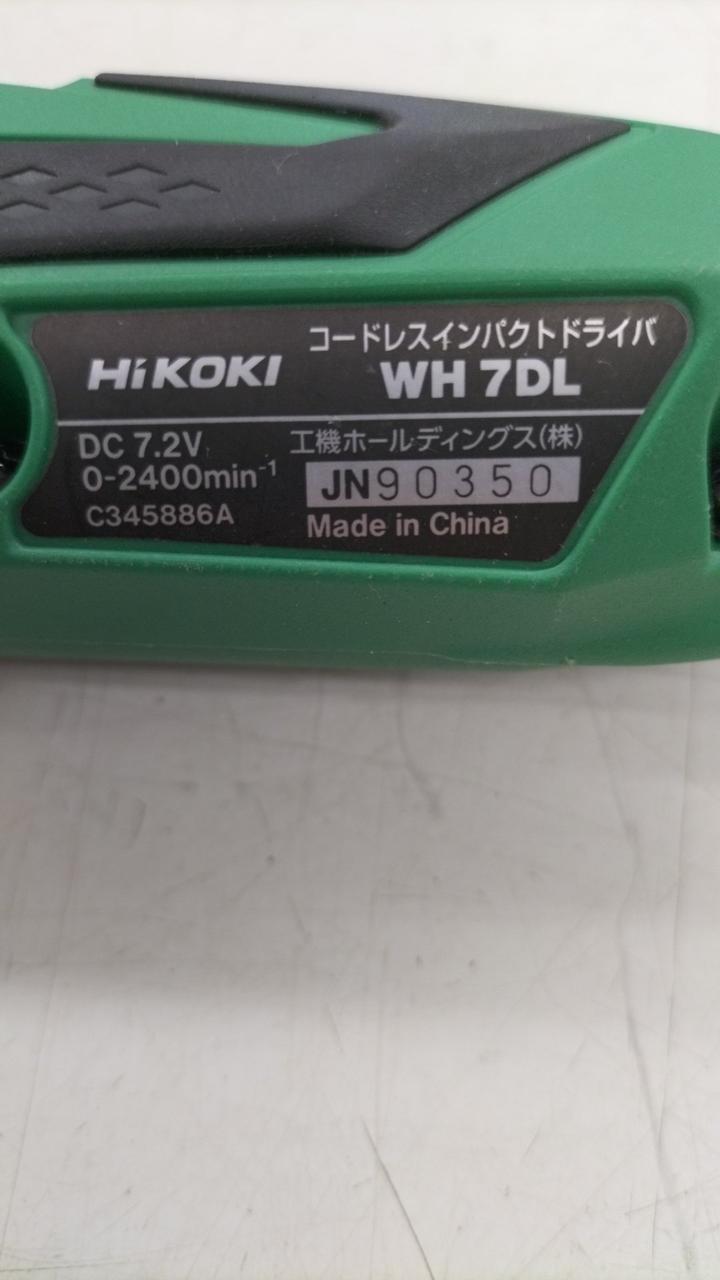 コードレスインパクトドライバ
HiKOKI WH 7DL
DC 7.2V 工機ホールディングス(株)
0-2400min⁻¹ JN90350
C345886A Made in China